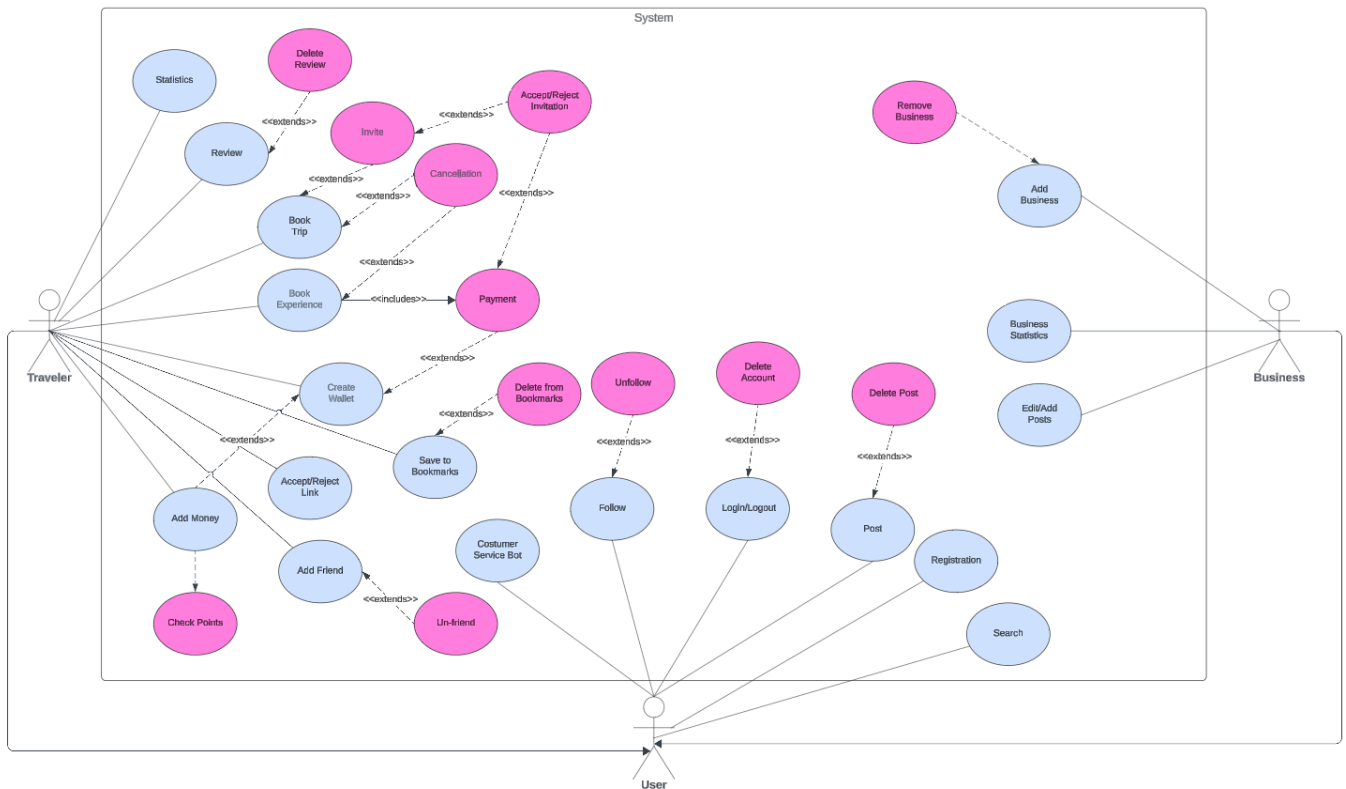 System
Delete
Review
Statistics
Accept/Reject
Invitation
<<extends>>
<<extends>>
Remove
Business
Invite
Review
Cancellation
<<extends>>
<<extends>>
<<extends>>
Add
Business
Book
Trip
<<extends>>
Book
Experience
<<includes>>
Payment
Business
Statistics
Traveler
Business
<<extends>>
Create
Wallet
Delete from
Bookmarks
Unfollow
Delete
Account
Delete Post
Edit/Add
Posts
<<extends>>
<<extends>>
<<extends>>
<<extends>>
<<extends>>
Save to
Bookmarks
Accept/Reject
Link
Add Money
Follow
Login/Logout
Post
Costumer
Service Bot
Registration
Add Friend
<<extends>>
Check Points
Un-friend
Search
User